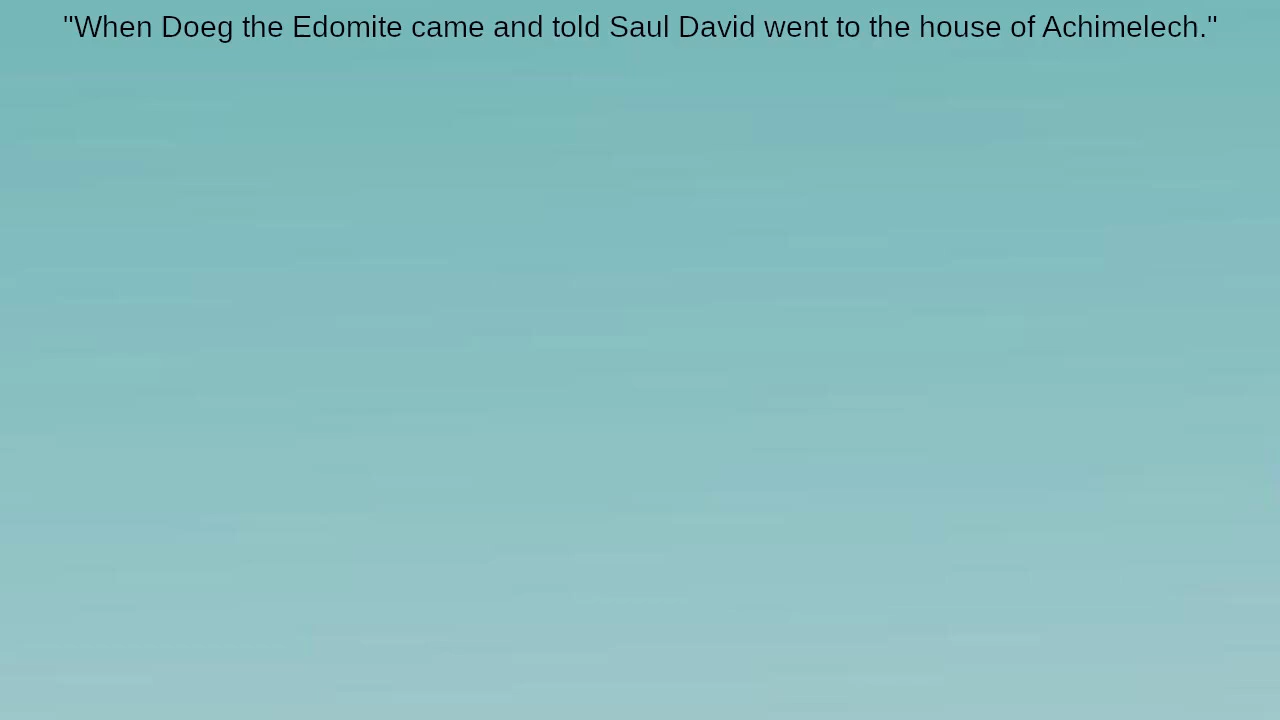 "When Doeg the Edomite came and told Saul David went to the house of Achimelech."